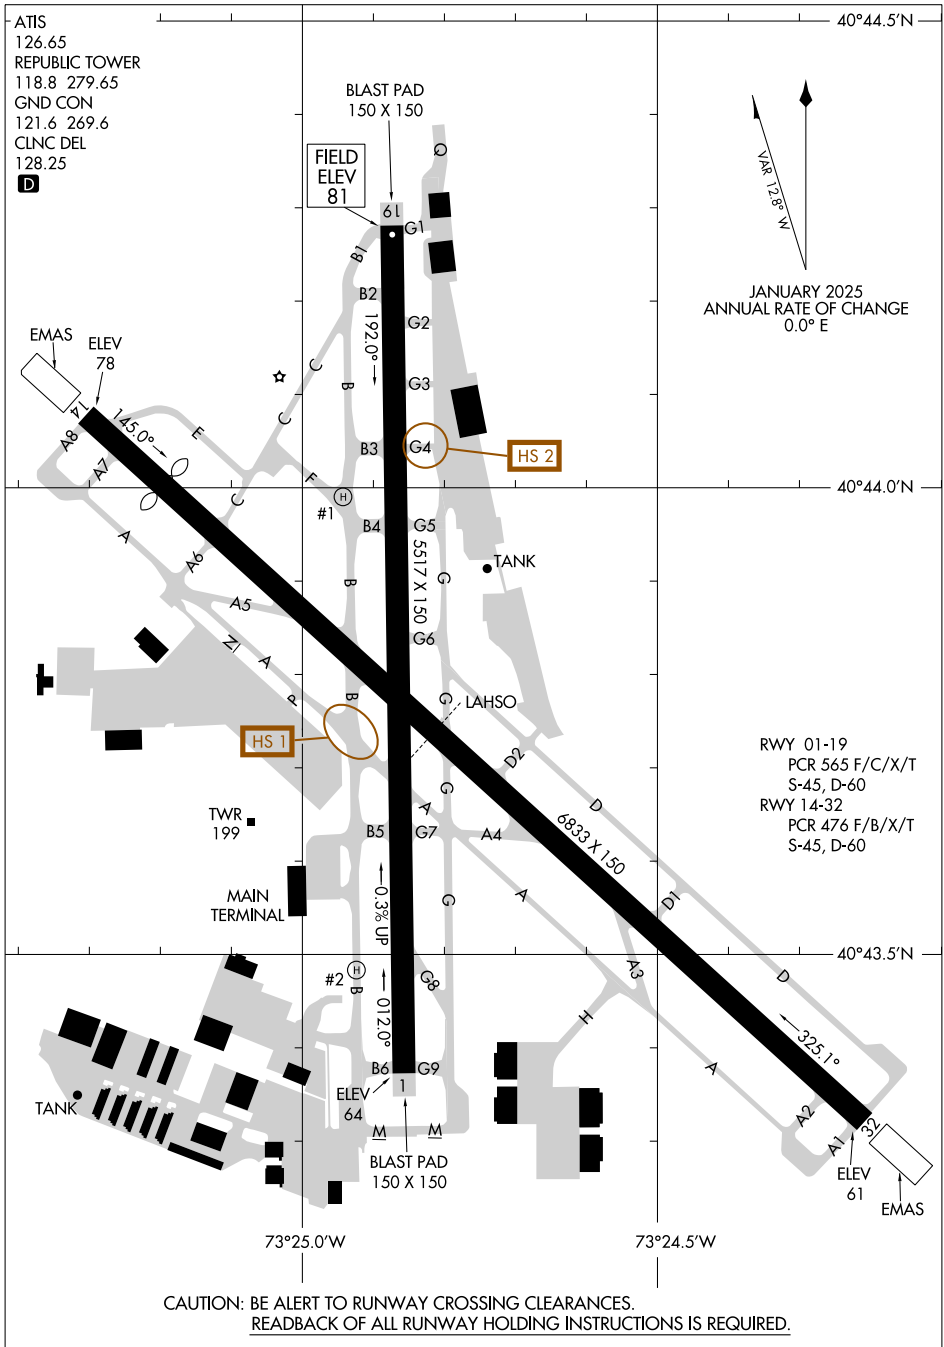 ATIS
126.65
REPUBLIC TOWER
118.8 279.65
GND CON
121.6 269.6
CLNC DEL
128.25
D
40°44.5'N
BLAST PAD
150 X 150
FIELD
ELEV
81
VAR 12.8° W
JANUARY 2025
ANNUAL RATE OF CHANGE
0.0° E
Q
19
G1
B1
B2
G2
192.0°
C
G3
B
EMAS
ELEV
78
14
145.0°
A8
A7
E
C
B3
G4
HS 2
F
H
#1
C
40°44.0'N
A
B4
G5
5517 X 150
TANK
A6
B
G
A5
G6
Z
A
P
B
G
LAHSO
HS 1
D2
RWY 01-19
PCR 565 F/C/X/T
S-45, D-60
RWY 14-32
PCR 476 F/B/X/T
S-45, D-60
G
D
A
TWR
199
B5
G7
A4
6833 X 150
MAIN
TERMINAL
0.3% UP
G
A
D1
40°43.5'N
#2
H
B
G8
A3
D
012.0°
H
325.1°
B6
G9
A
ELEV
64
1
TANK
A2
A1
32
M
M
BLAST PAD
150 X 150
ELEV
61
EMAS
73°25.0'W
73°24.5'W
CAUTION: BE ALERT TO RUNWAY CROSSING CLEARANCES.
READBACK OF ALL RUNWAY HOLDING INSTRUCTIONS IS REQUIRED.